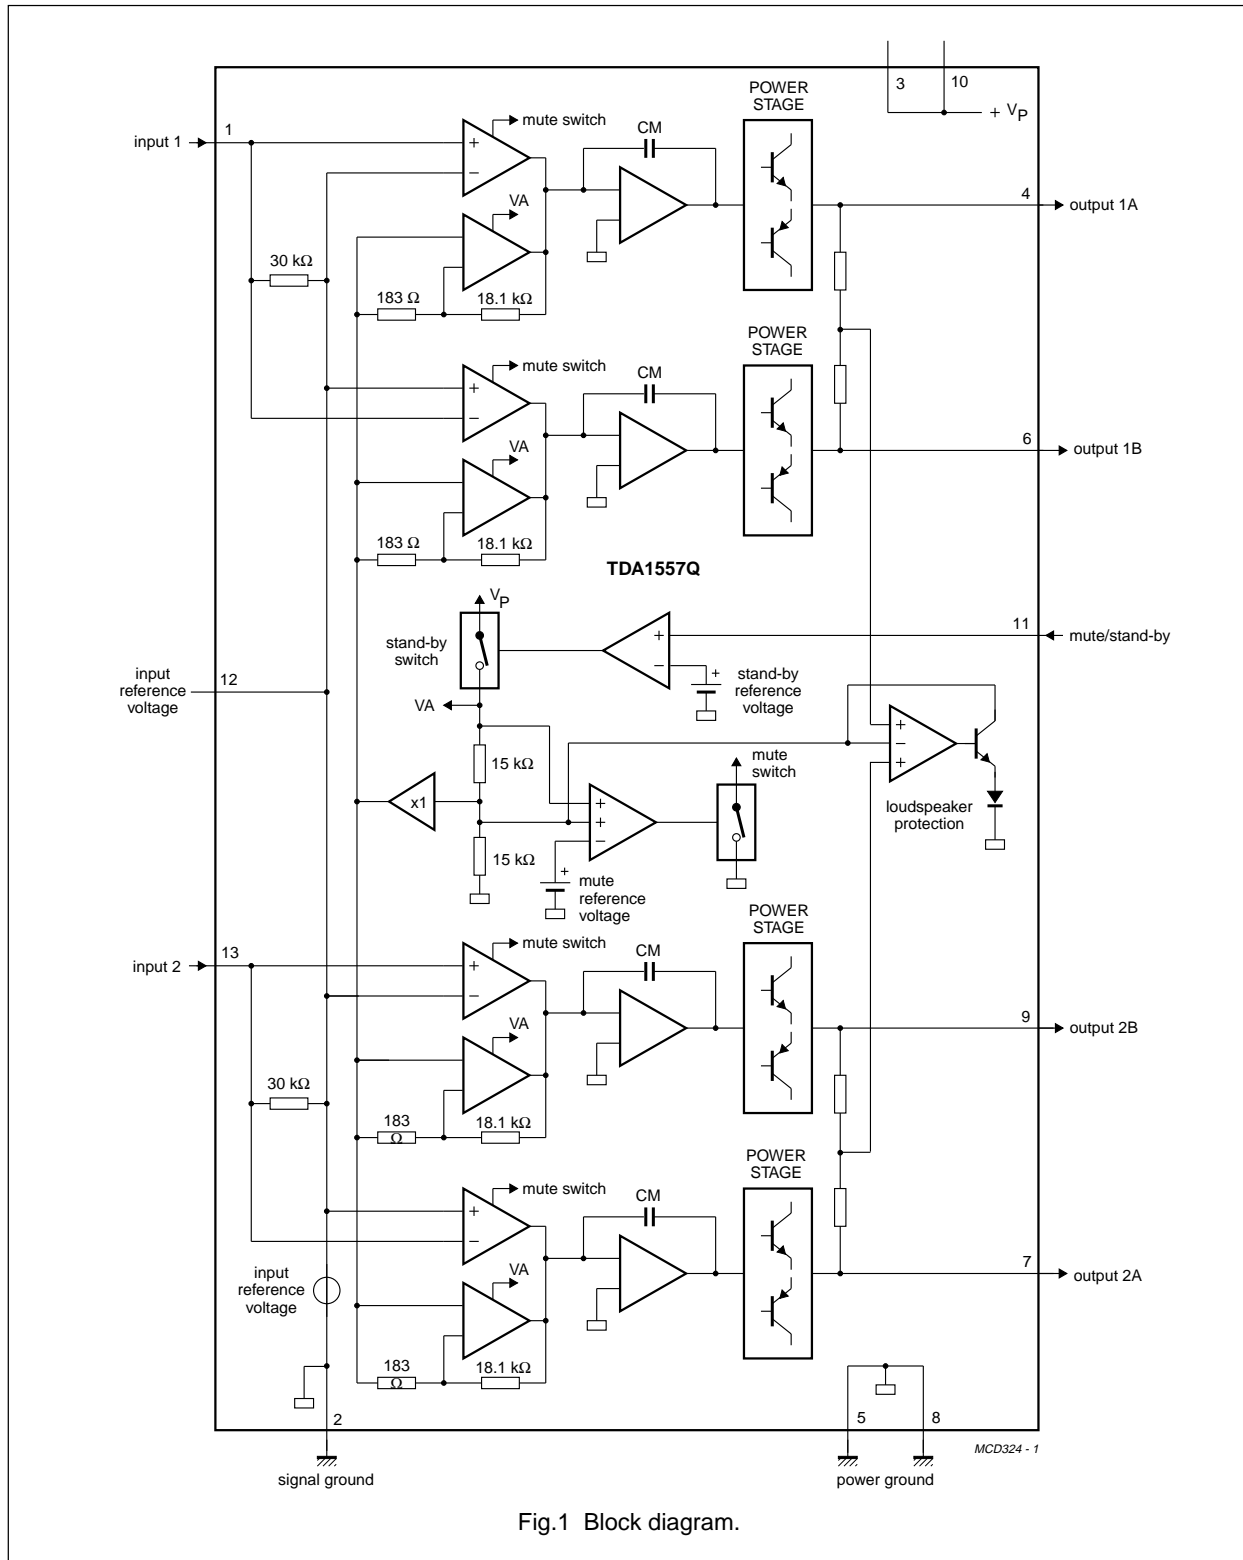 3
10
+ VP
POWER
STAGE
mute switch
CM
1
input 1
+
−
VA
4
output 1A
30 kΩ
183 Ω
18.1 kΩ
POWER
STAGE
mute switch
CM
+
−
VA
6
output 1B
183 Ω
18.1 kΩ
TDA1557Q
VP
stand-by
switch
+
−
11
mute/stand-by
+
stand-by
reference
voltage
input
reference
voltage
12
VA
15 kΩ
mute
switch
+
−
+
loudspeaker
protection
x1
+
+
−
15 kΩ
+
mute
reference
voltage
POWER
STAGE
mute switch
CM
13
input 2
+
−
VA
9
output 2B
30 kΩ
183
Ω
18.1 kΩ
POWER
STAGE
mute switch
CM
+
−
VA
7
output 2A
input
reference
voltage
183
Ω
18.1 kΩ
2
5
8
MCD324 - 1
signal ground
power ground
Fig.1 Block diagram.